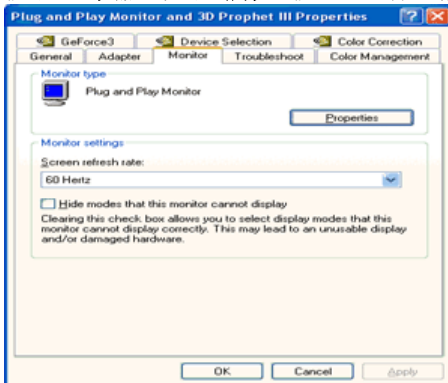 Plug and Play Monitor and 3D Prophet III Properties
GeForce3 Device Selection Color Correction
General Adapter Monitor Troubleshoot Color Management
Monitor type
Plug and Play Monitor
Properties
Monitor settings
Screen refresh rate:
60 Hertz
Hide modes that this monitor cannot display
Clearing this check box allows you to select display modes that this
monitor cannot display correctly. This may lead to an unusable display
and/or damaged hardware.
OK Cancel Apply